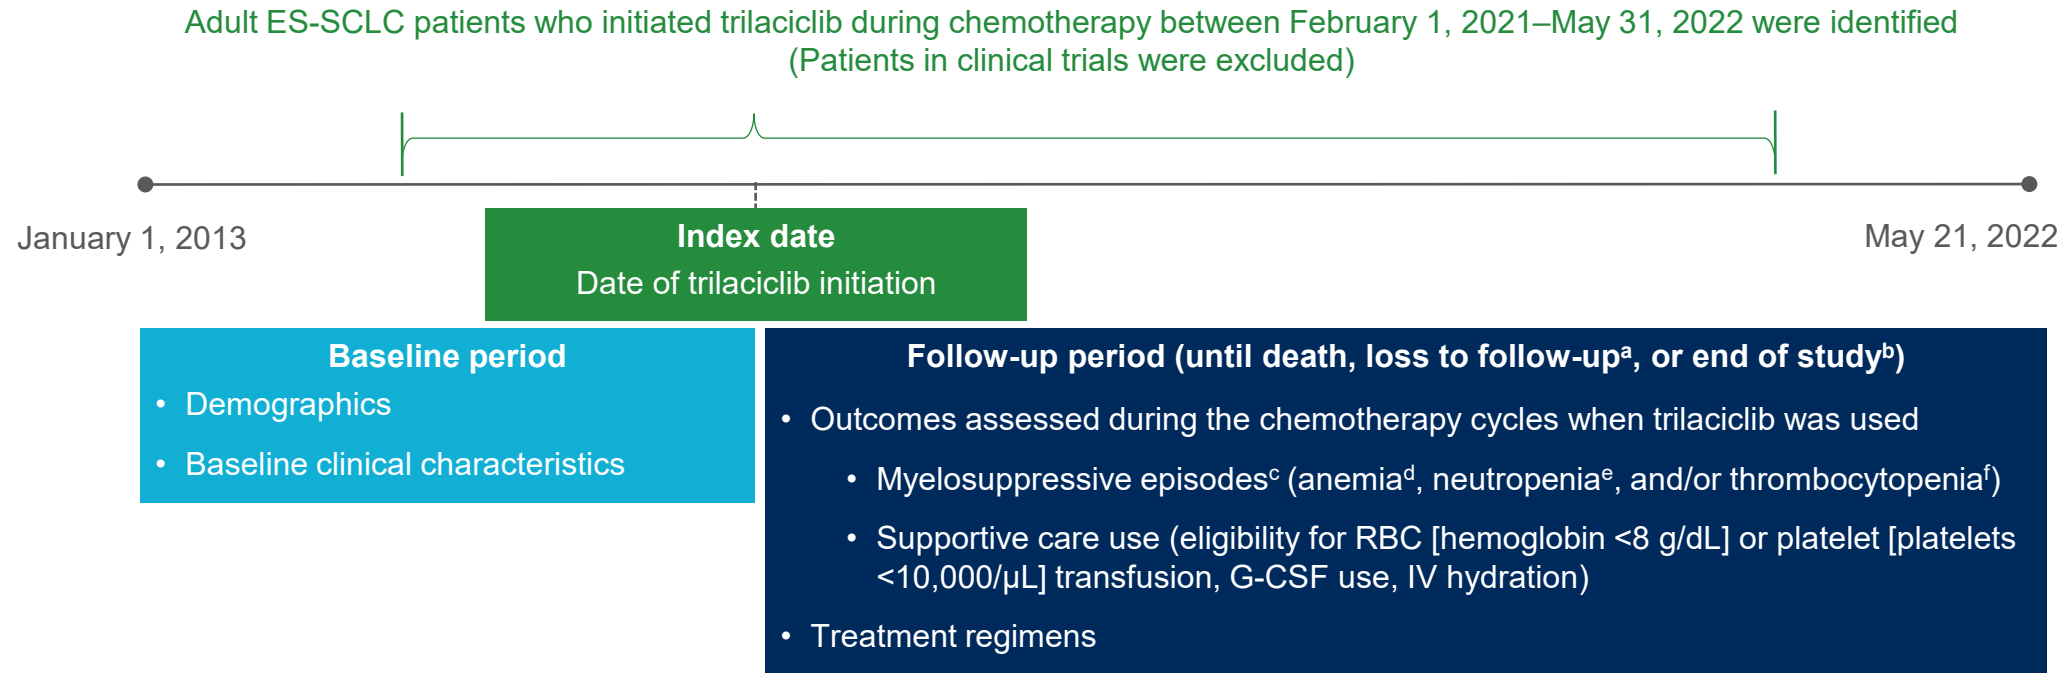 Adult ES-SCLC patients who initiated trilaciclib during chemotherapy between February 1, 2021–May 31, 2022 were identified
(Patients in clinical trials were excluded)
January 1, 2013
May 21, 2022
Index date
Date of trilaciclib initiation
Baseline period
• Demographics
• Baseline clinical characteristics
Follow-up period (until death, loss to follow-upᵃ, or end of studyᵇ)
• Outcomes assessed during the chemotherapy cycles when trilaciclib was used
• Myelosuppressive episodesᶜ (anemiaᵈ, neutropeniaᵉ, and/or thrombocytopeniaᶠ)
• Supportive care use (eligibility for RBC [hemoglobin <8 g/dL] or platelet [platelets
<10,000/µL] transfusion, G-CSF use, IV hydration)
• Treatment regimens